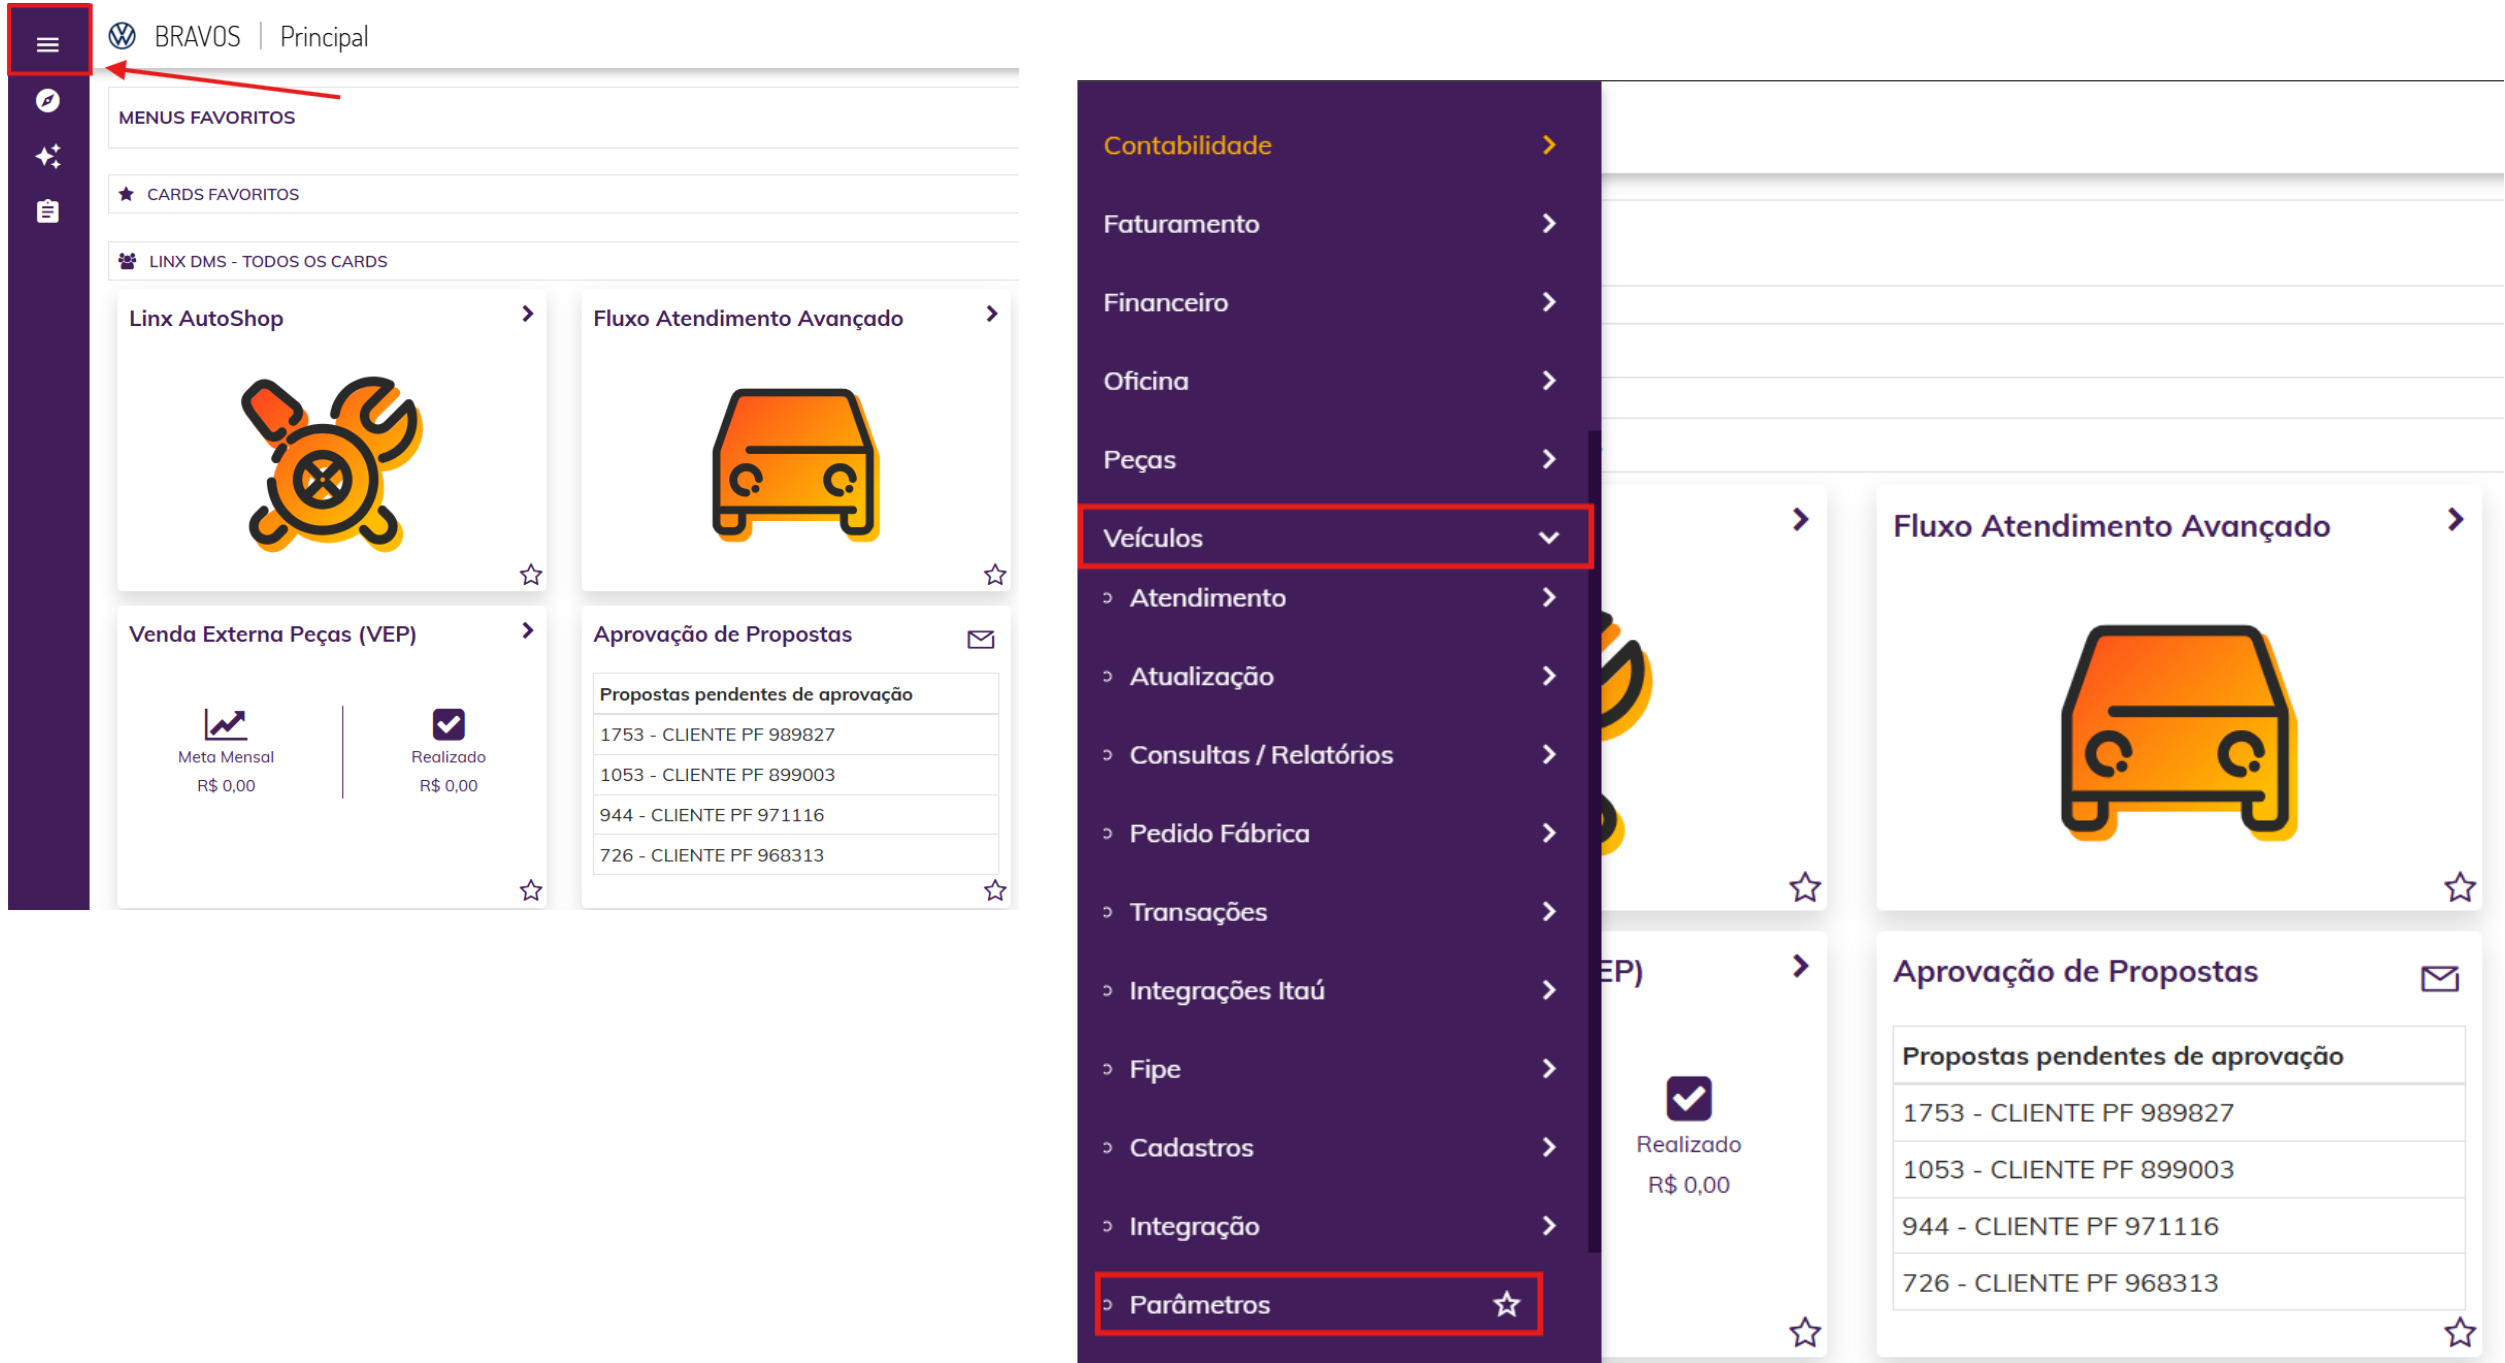 BRAVOS | Principal
MENUS FAVORITOS
CARDS FAVORITOS
LINX DMS - TODOS OS CARDS
Linx AutoShop
Fluxo Atendimento Avançado
Venda Externa Peças (VEP)
Meta Mensal
R$ 0,00
Realizado
R$ 0,00
Aprovação de Propostas
Propostas pendentes de aprovação
1753 - CLIENTE PF 989827
1053 - CLIENTE PF 899003
944 - CLIENTE PF 971116
726 - CLIENTE PF 968313
Contabilidade
Faturamento
Financeiro
Oficina
Peças
Veículos
Atendimento
Atualização
Consultas / Relatórios
Pedido Fábrica
Transações
Integrações Itaú
Fipe
Cadastros
Integração
Parâmetros
Fluxo Atendimento Avançado
EP)
Realizado
R$ 0,00
Aprovação de Propostas
Propostas pendentes de aprovação
1753 - CLIENTE PF 989827
1053 - CLIENTE PF 899003
944 - CLIENTE PF 971116
726 - CLIENTE PF 968313